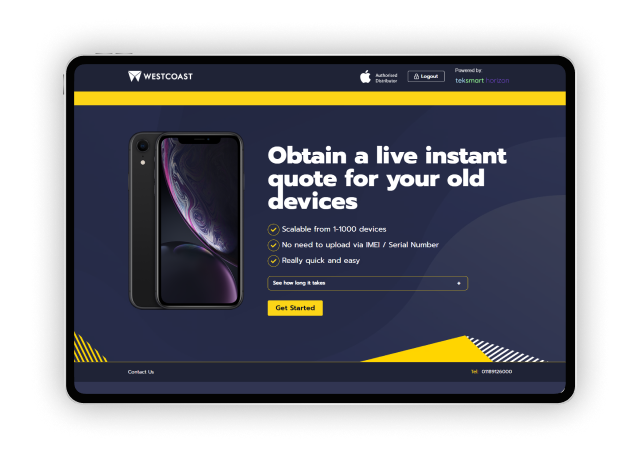 WESTCOAST
Authorised
Distributor
Logout
Powered by
teksmart horizon
Obtain a live instant
quote for your old
devices
Scalable from 1-1000 devices
No need to upload via IMEI / Serial Number
Really quick and easy
See how long it takes +
Get Started
Contact Us
Tel: 01189126000